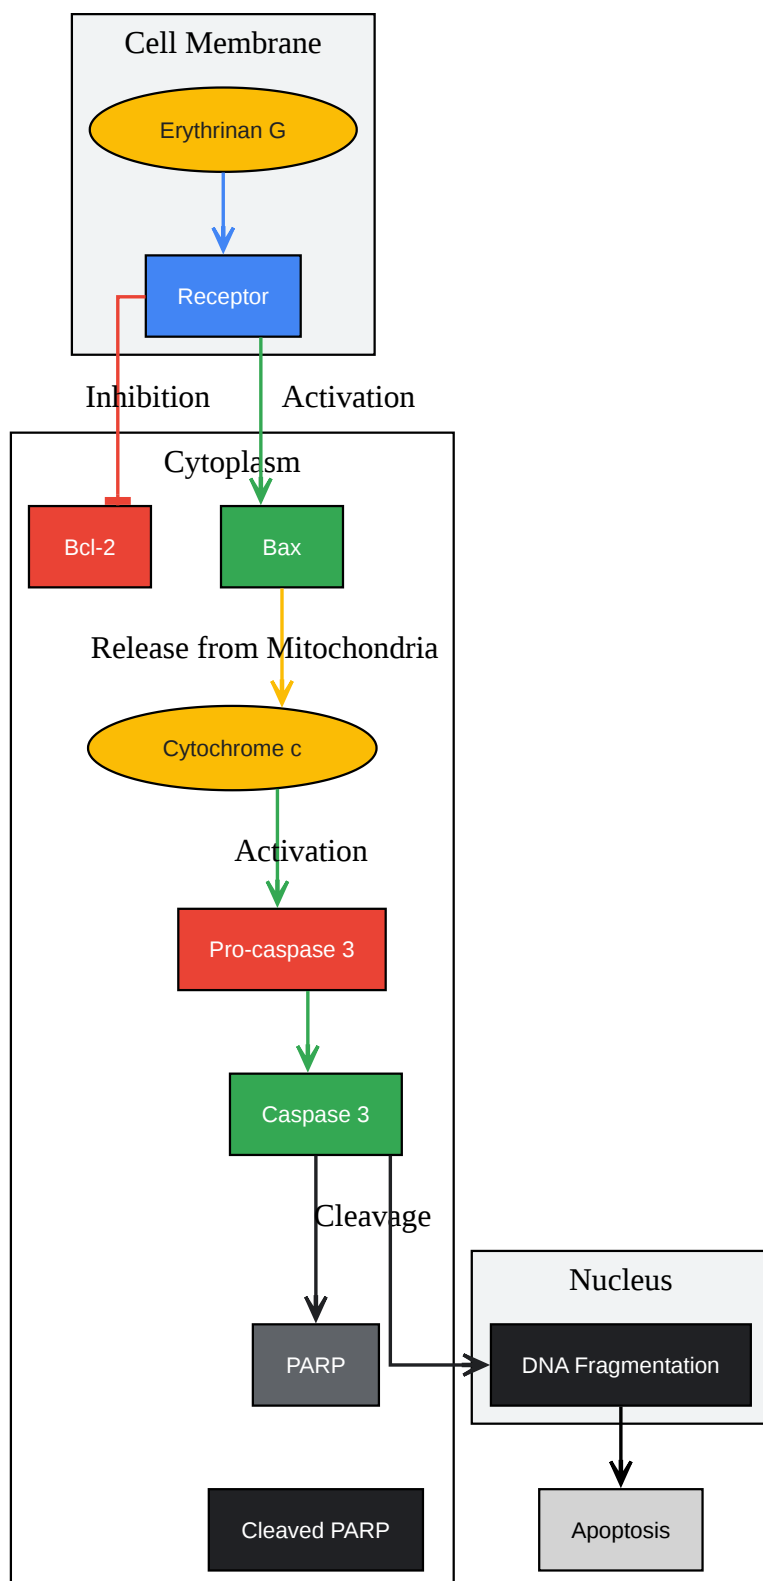 Cell Membrane
Erythrinan G
Receptor
Inhibition
Activation
Cytoplasm
Bcl-2
Bax
Release from Mitochondria
Cytochrome c
Activation
Pro-caspase 3
Caspase 3
Cleavage
Nucleus
PARP
DNA Fragmentation
Cleaved PARP
Apoptosis